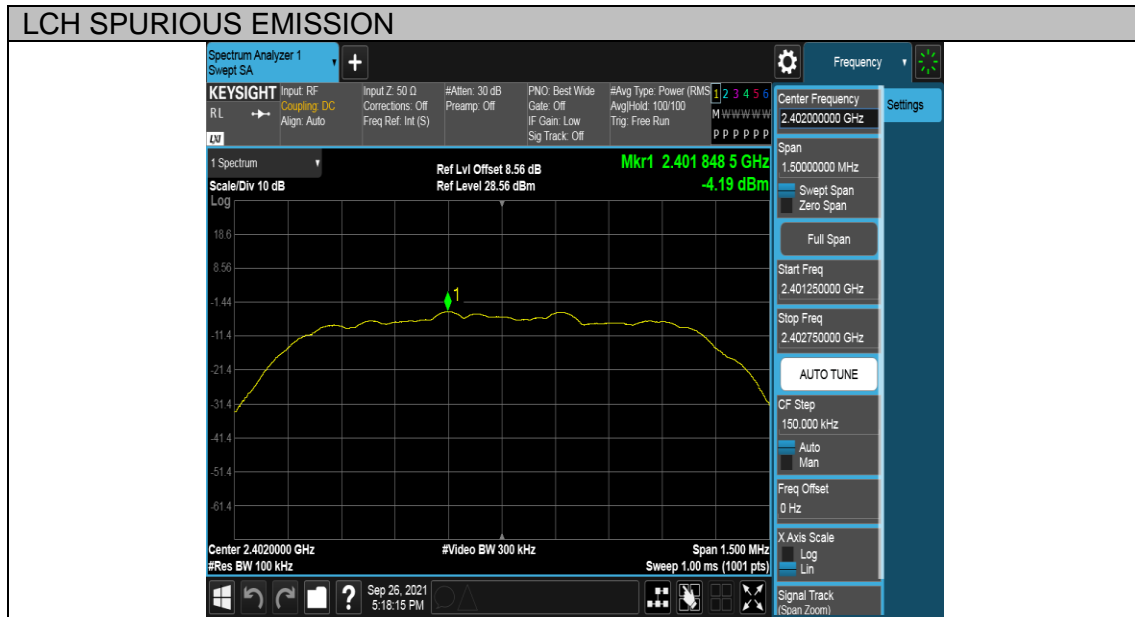 LCH SPURIOUS EMISSION
Spectrum Analyzer 1
Swept SA
Frequency
KEYSIGHT
RL
LXI
Input: RF
Coupling: DC
Align: Auto
Input Z: 50 Ω
Corrections: Off
Freq Ref: Int (S)
#Atten: 30 dB
Preamp: Off
PNO: Best Wide
Gate: Off
IF Gain: Low
Sig Track: Off
#Avg Type: Power (RMS
Avg|Hold: 100/100
Trig: Free Run
1 2 3 4 5 6
M W W W W W
P P P P P P
1 Spectrum
Scale/Div 10 dB
Log
Ref Lvl Offset 8.56 dB
Ref Level 28.56 dBm
Mkr1 2.401 848 5 GHz
-4.19 dBm
18.6
8.56
-1.44
-11.4
-21.4
-31.4
-41.4
-51.4
-61.4
1
Center 2.4020000 GHz
#Res BW 100 kHz
#Video BW 300 kHz
Span 1.500 MHz
Sweep 1.00 ms (1001 pts)
Sep 26, 2021
5:18:15 PM
Center Frequency
2.402000000 GHz
Settings
Span
1.50000000 MHz
Swept Span
Zero Span
Full Span
Start Freq
2.401250000 GHz
Stop Freq
2.402750000 GHz
AUTO TUNE
CF Step
150.000 kHz
Auto
Man
Freq Offset
0 Hz
X Axis Scale
Log
Lin
Signal Track
(Span Zoom)